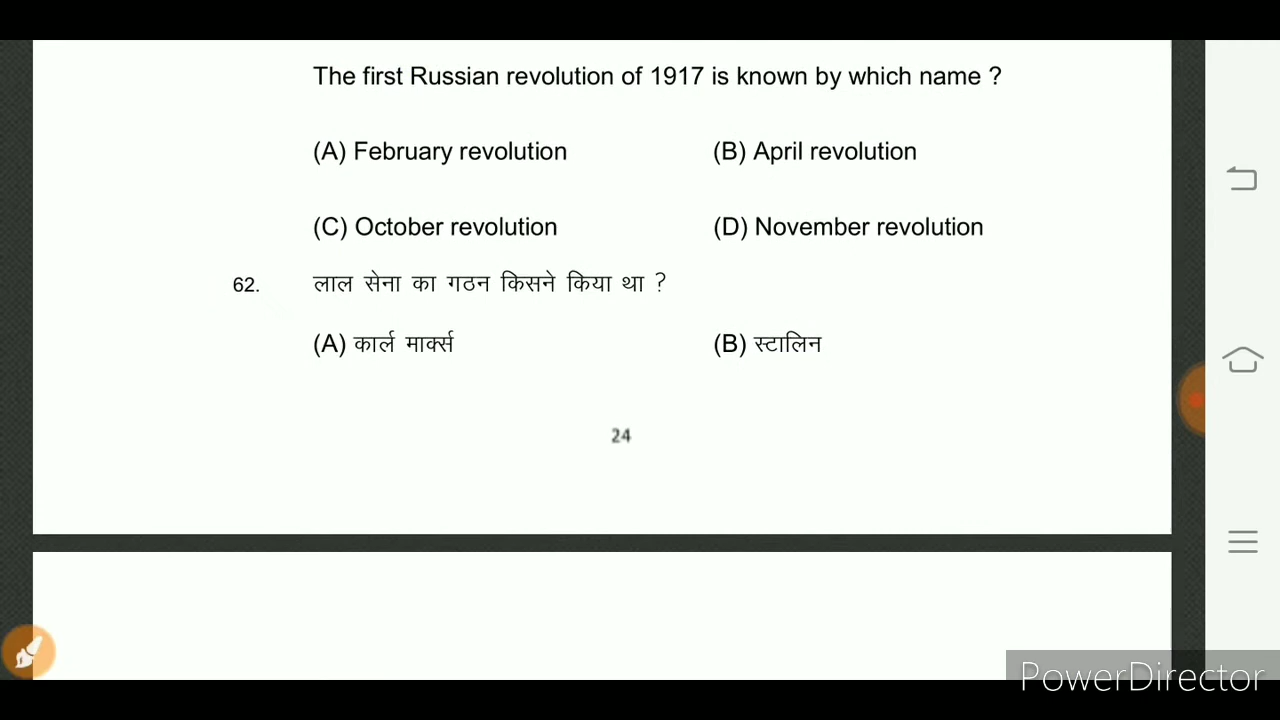 The first Russian revolution of 1917 is known by which name ?
(A) February revolution (B) April revolution
(C) October revolution (D) November revolution
62. लाल सेना का गठन किसने किया था ?
(A) कार्ल मार्क्स (B) स्टालिन
24
PowerDirector